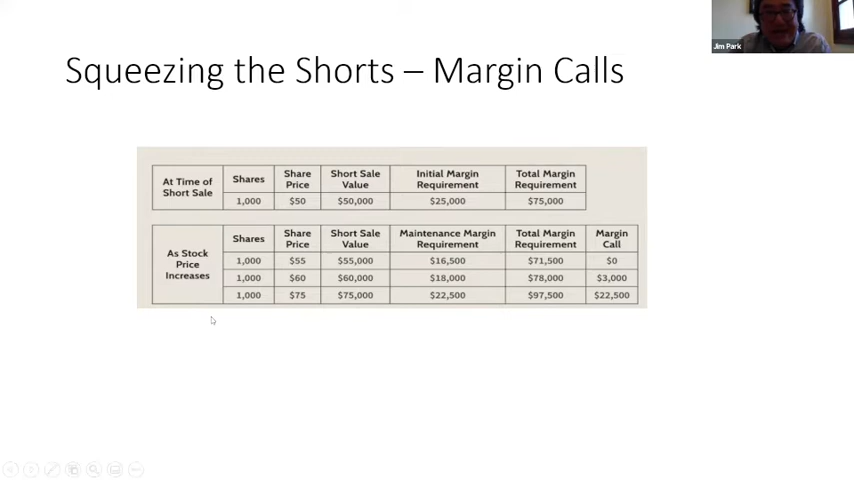 Jim Park
Squeezing the Shorts – Margin Calls
At Time of Short Sale
Shares
Share Price
Short Sale Value
Initial Margin Requirement
Total Margin Requirement
1,000 $50 $50,000 $25,000 $75,000
As Stock Price Increases
Shares
Share Price
Short Sale Value
Maintenance Margin Requirement
Total Margin Requirement
Margin Call
1,000 $55 $55,000 $16,500 $71,500 $0
1,000 $60 $60,000 $18,000 $78,000 $3,000
1,000 $75 $75,000 $22,500 $97,500 $22,500